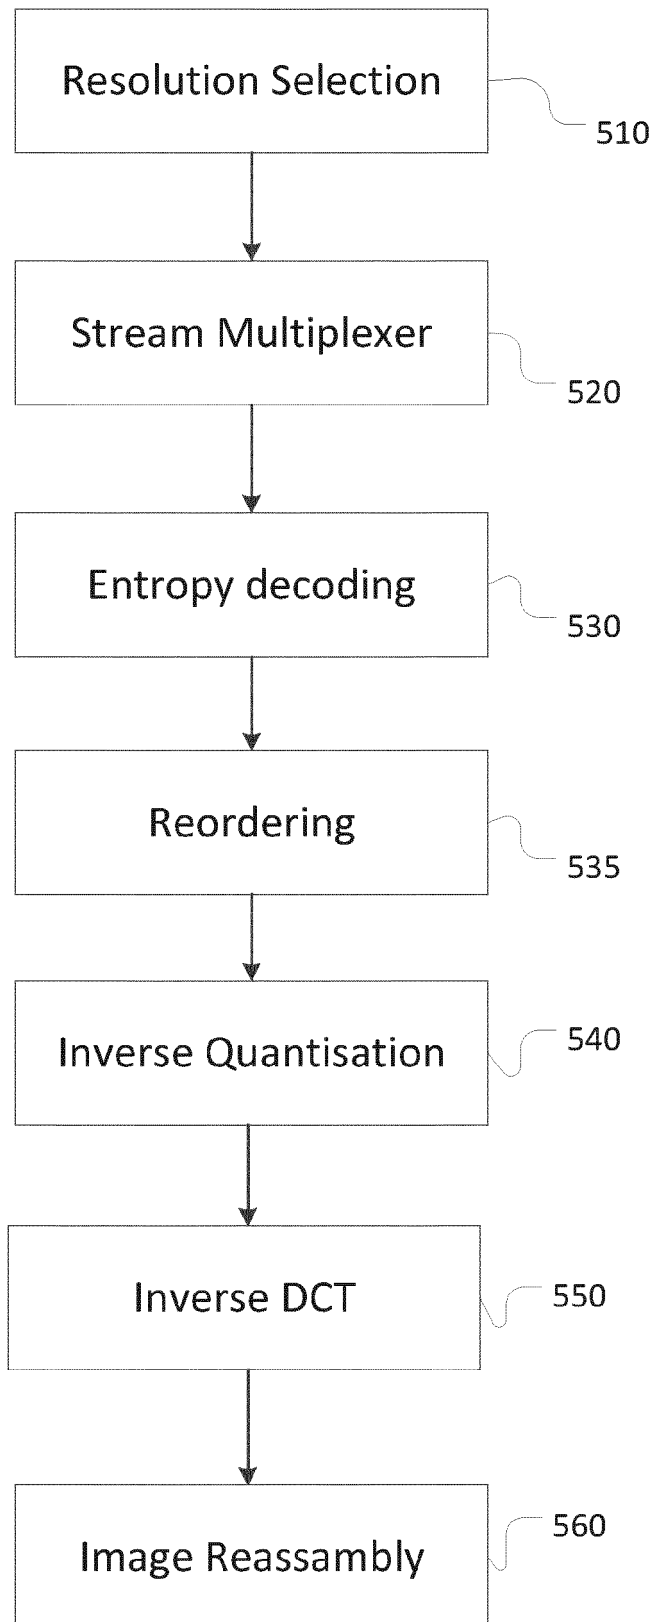 Resolution Selection
510
Stream Multiplexer
520
Entropy decoding
530
Reordering
535
Inverse Quantisation
540
Inverse DCT
550
Image Reassambly
560